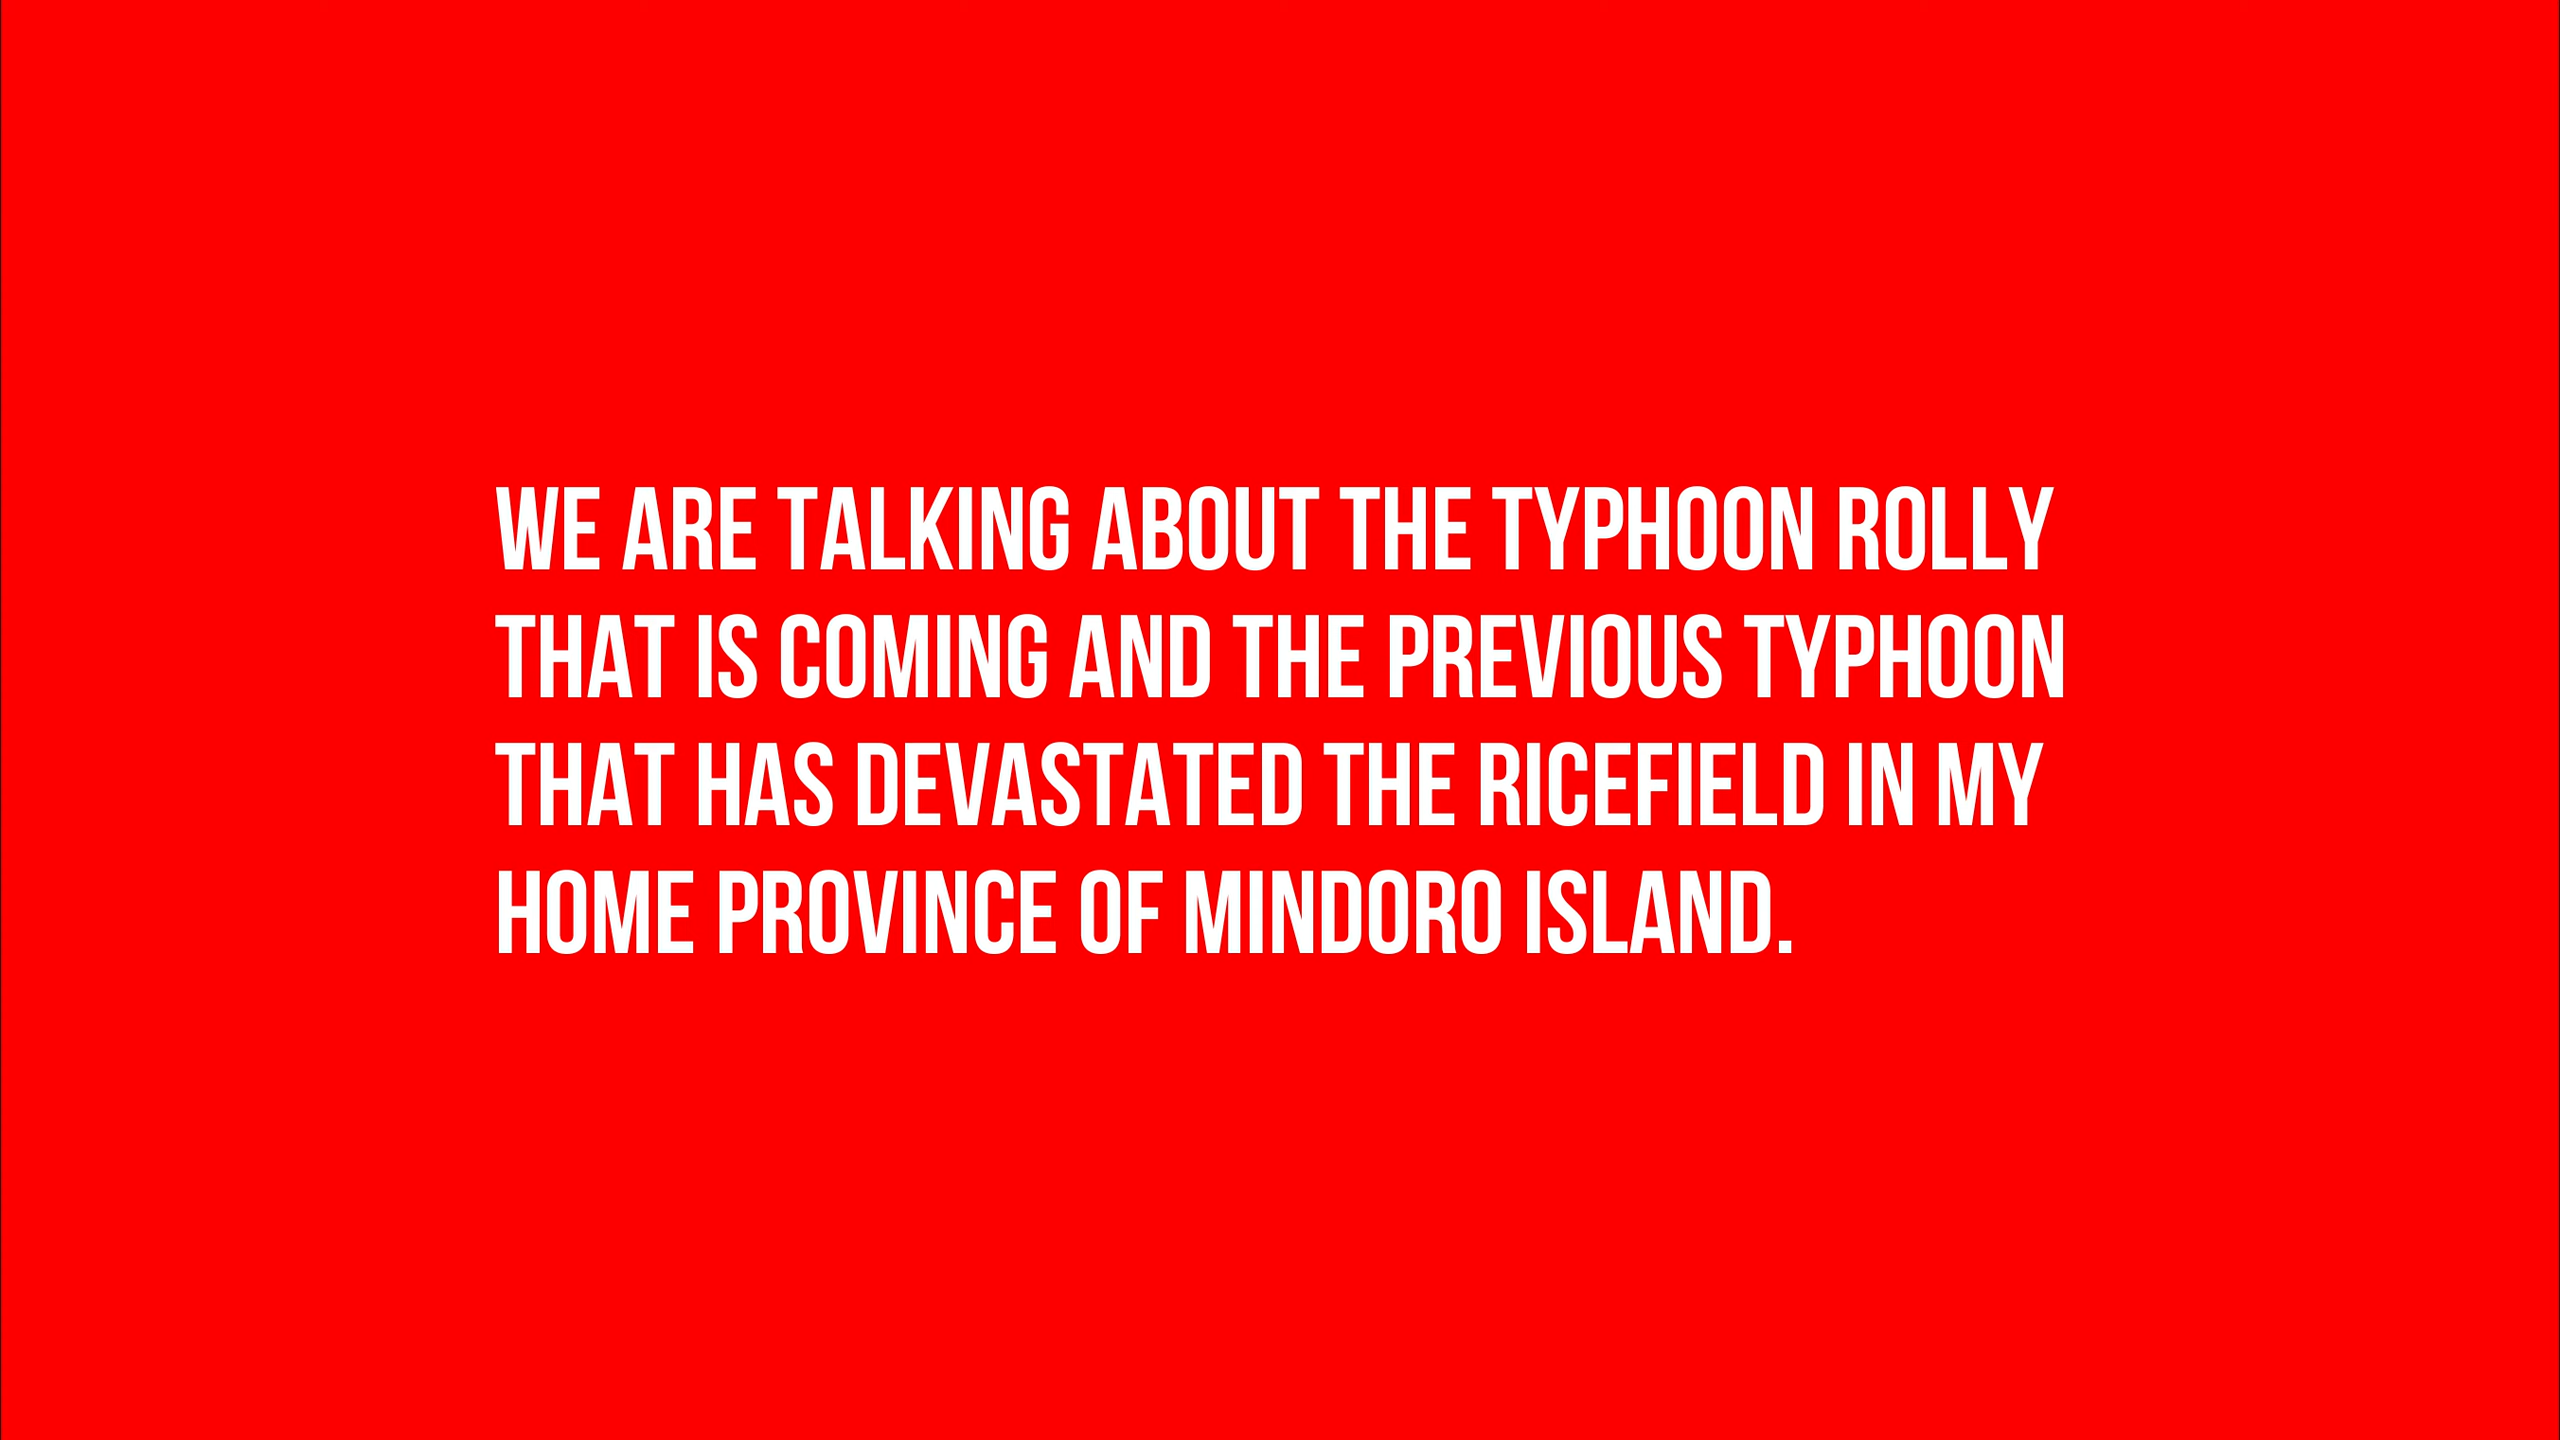 WE ARE TALKING ABOUT THE TYPHOON ROLLY
THAT IS COMING AND THE PREVIOUS TYPHOON
THAT HAS DEVASTATED THE RICEFIELD IN MY
HOME PROVINCE OF MINDORO ISLAND.